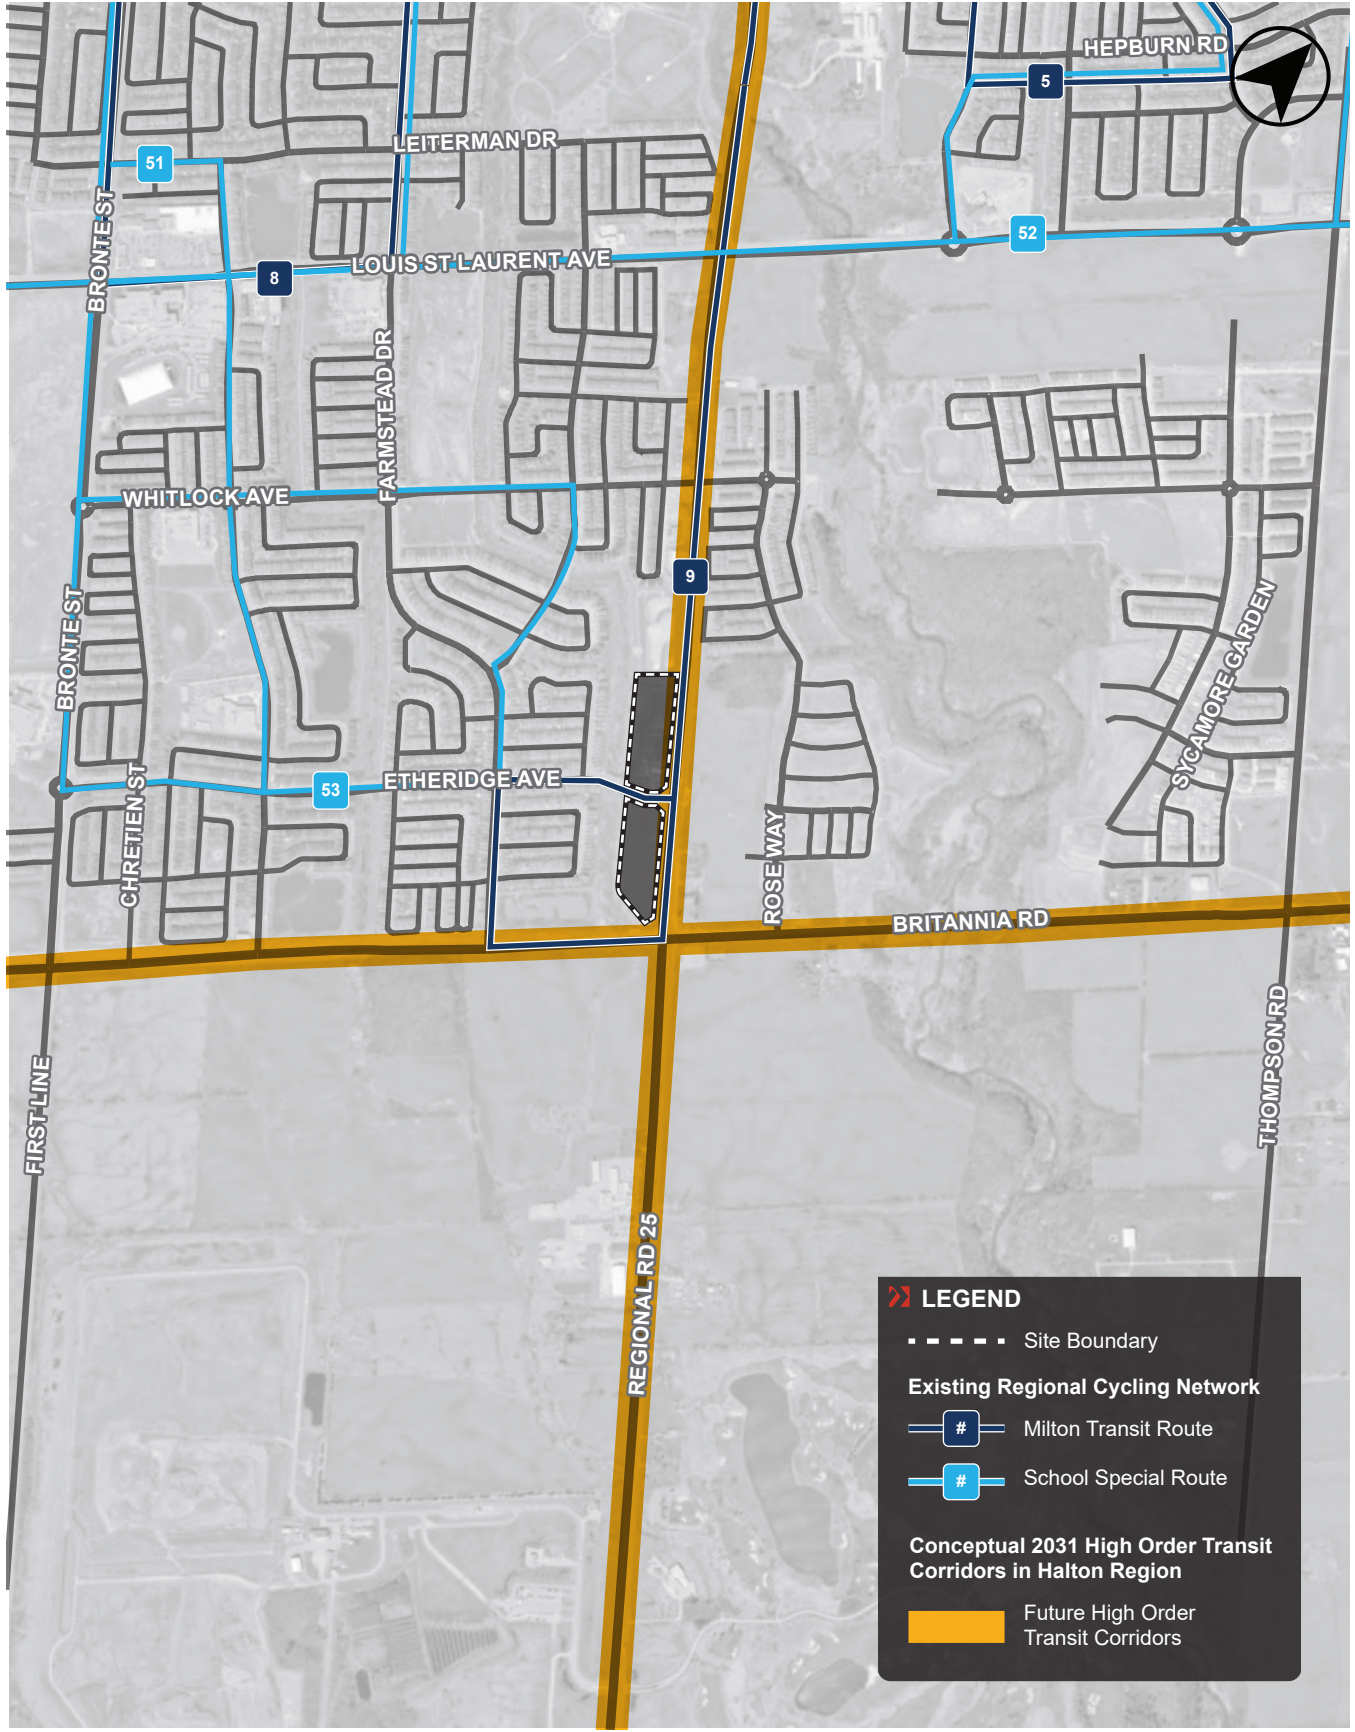 HEPBURN RD
5
LEITERMAN DR
51
BRONTE ST
52
LOUIS ST LAURENT AVE
8
FARMSTEAD DR
WHITLOCK AVE
9
BRONTE ST
SYCAMORE GARDEN
ETHERIDGE AVE
53
CHRETIEN ST
ROSE WAY
BRITANNIA RD
FIRST LINE
THOMPSON RD
REGIONAL RD 25
LEGEND
Site Boundary
Existing Regional Cycling Network
# Milton Transit Route
# School Special Route
Conceptual 2031 High Order Transit
Corridors in Halton Region
Future High Order
Transit Corridors